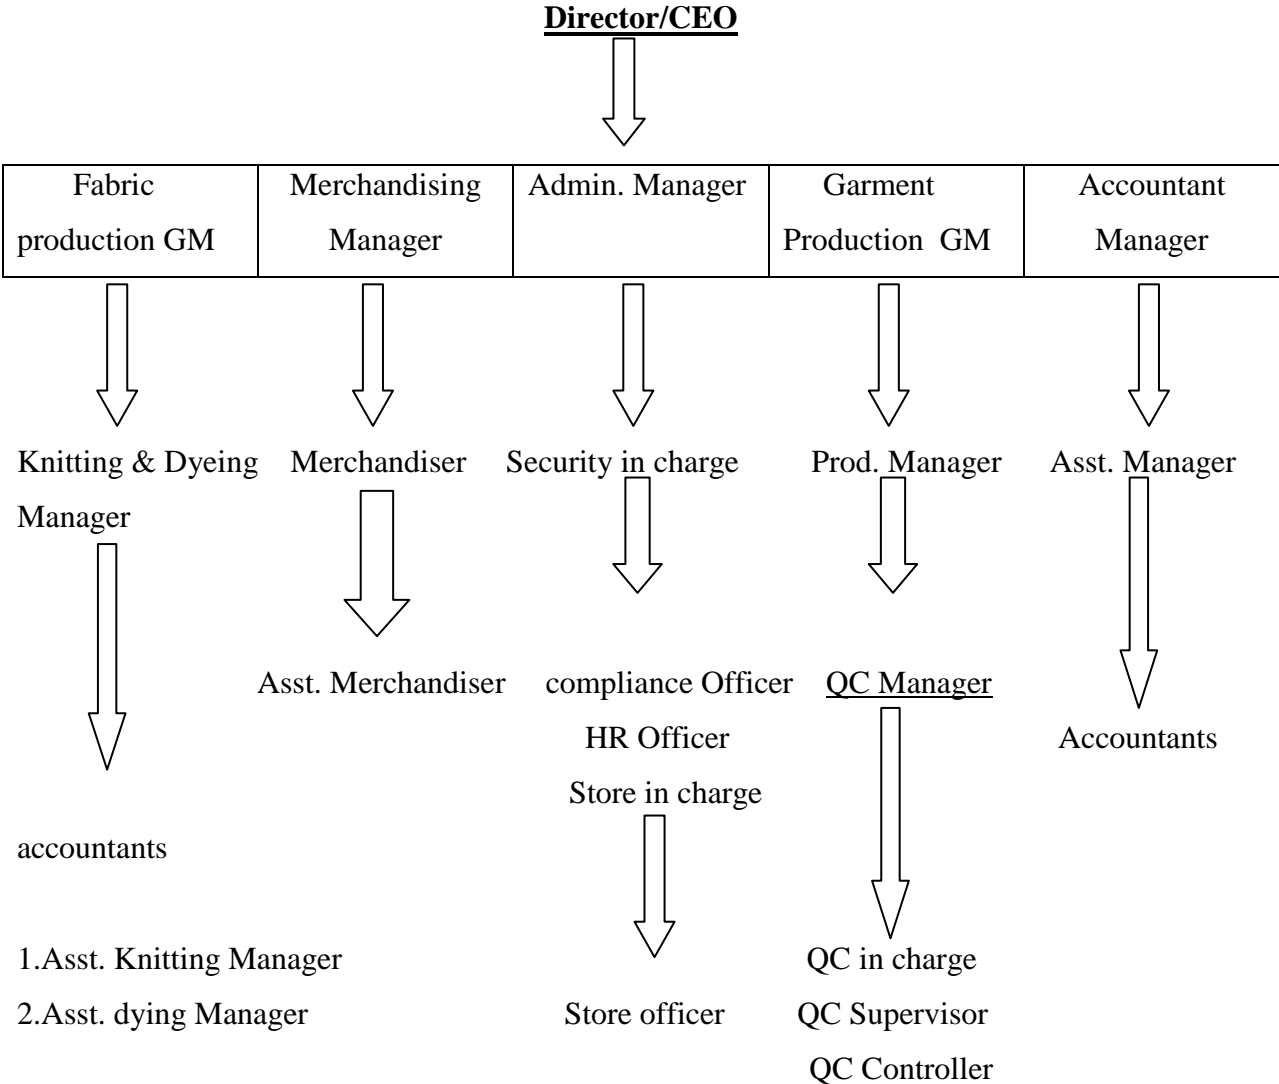 Director/CEO
Fabric Merchandising Admin. Manager Garment Accountant
production GM Manager Production GM Manager
Knitting & Dyeing Merchandiser Security in charge Prod. Manager Asst. Manager
Manager
Asst. Merchandiser compliance Officer QC Manager
HR Officer Accountants
Store in charge
accountants
1.Asst. Knitting Manager QC in charge
2.Asst. dying Manager Store officer QC Supervisor
QC Controller